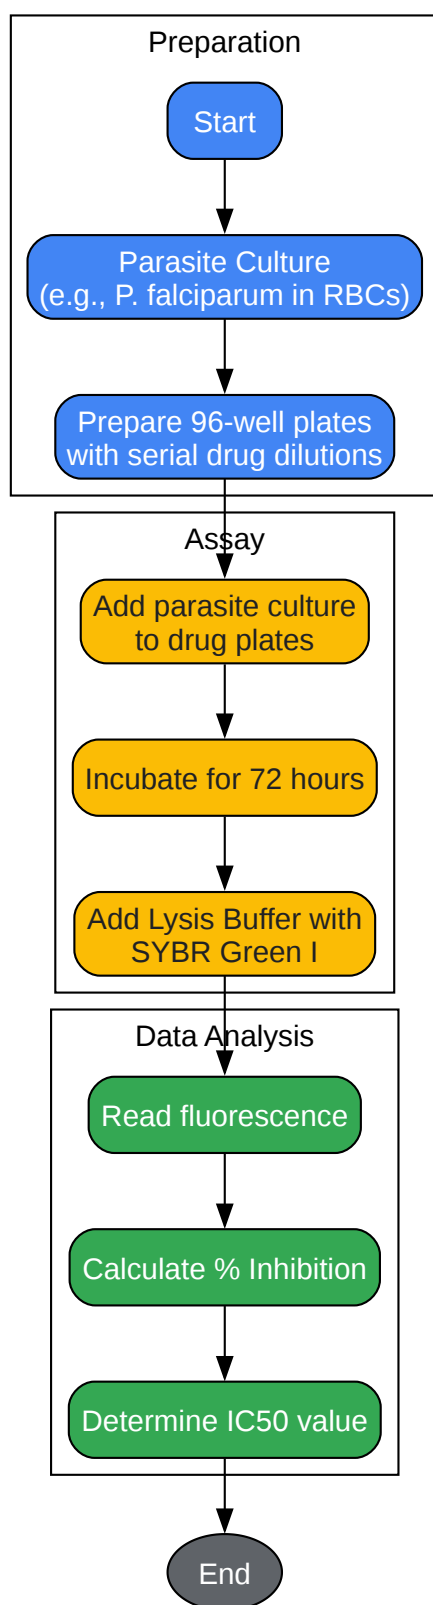 Preparation
Start
Parasite Culture
(e.g., P. falciparum in RBCs)
Prepare 96-well plates
with serial drug dilutions
Assay
Add parasite culture
to drug plates
Incubate for 72 hours
Add Lysis Buffer with
SYBR Green I
Data Analysis
Read fluorescence
Calculate % Inhibition
Determine IC50 value
End